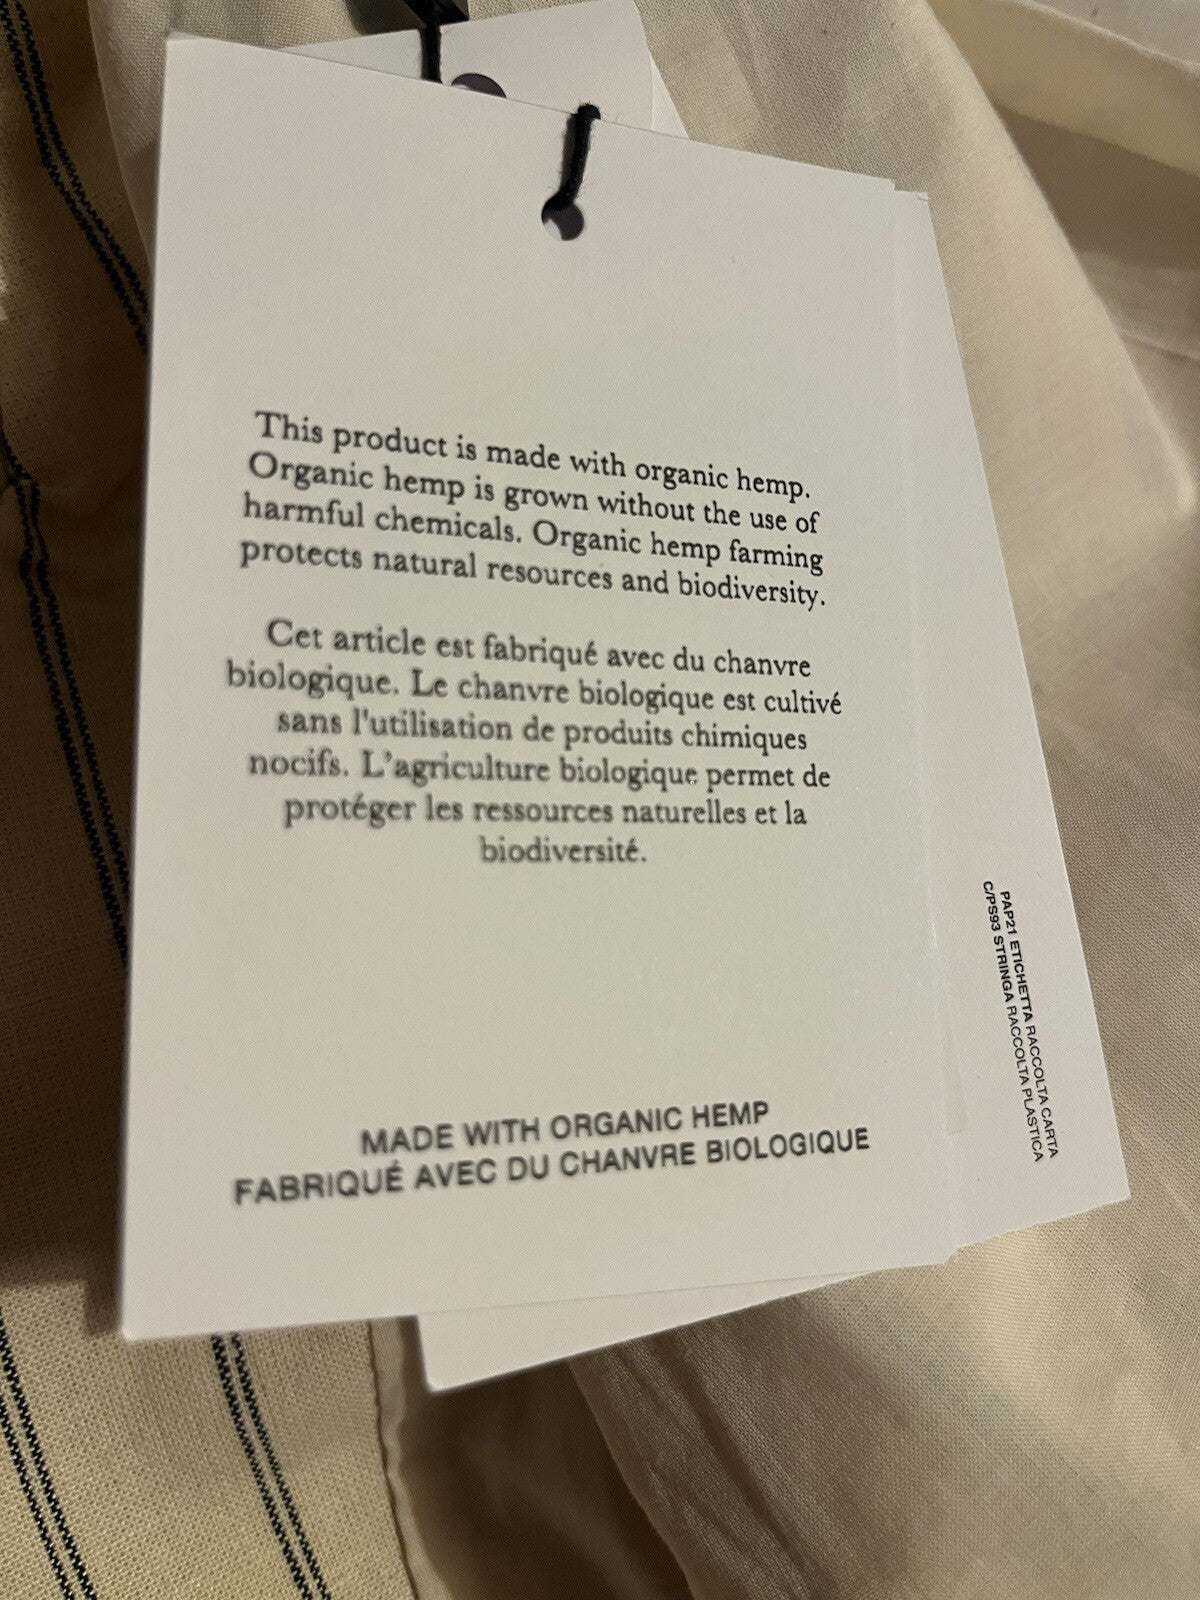 This product is made with organic hemp.
Organic hemp is grown without the use of
harmful chemicals. Organic hemp farming
protects natural resources and biodiversity.
Cet article est fabriqué avec du chanvre
biologique. Le chanvre biologique est cultivé
sans l'utilisation de produits chimiques
nocifs. L'agriculture biologique permet de
protéger les ressources naturelles et la
biodiversité.
MADE WITH ORGANIC HEMP
FABRIQUÉ AVEC DU CHANVRE BIOLOGIQUE
PAP21 ETICHETTA RACCOLTA CARTA
C/PS93 STRINGA RACCOLTA PLASTICA